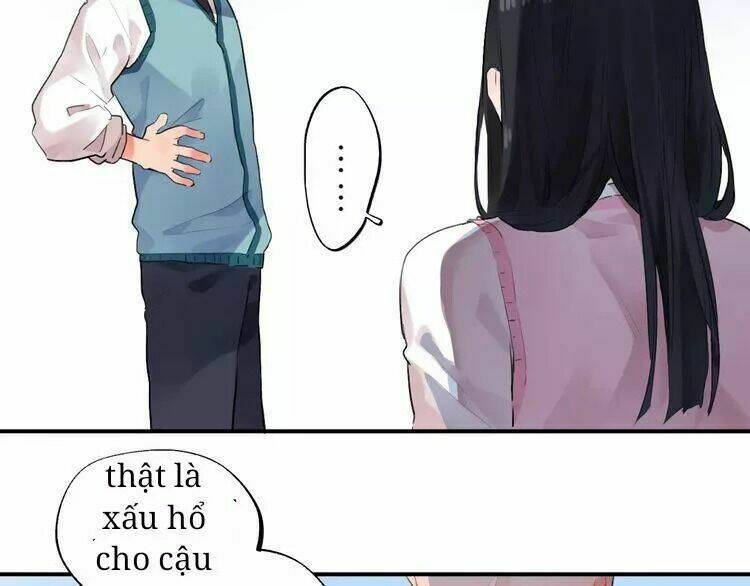 ......
thật là
xấu hổ
cho cậu